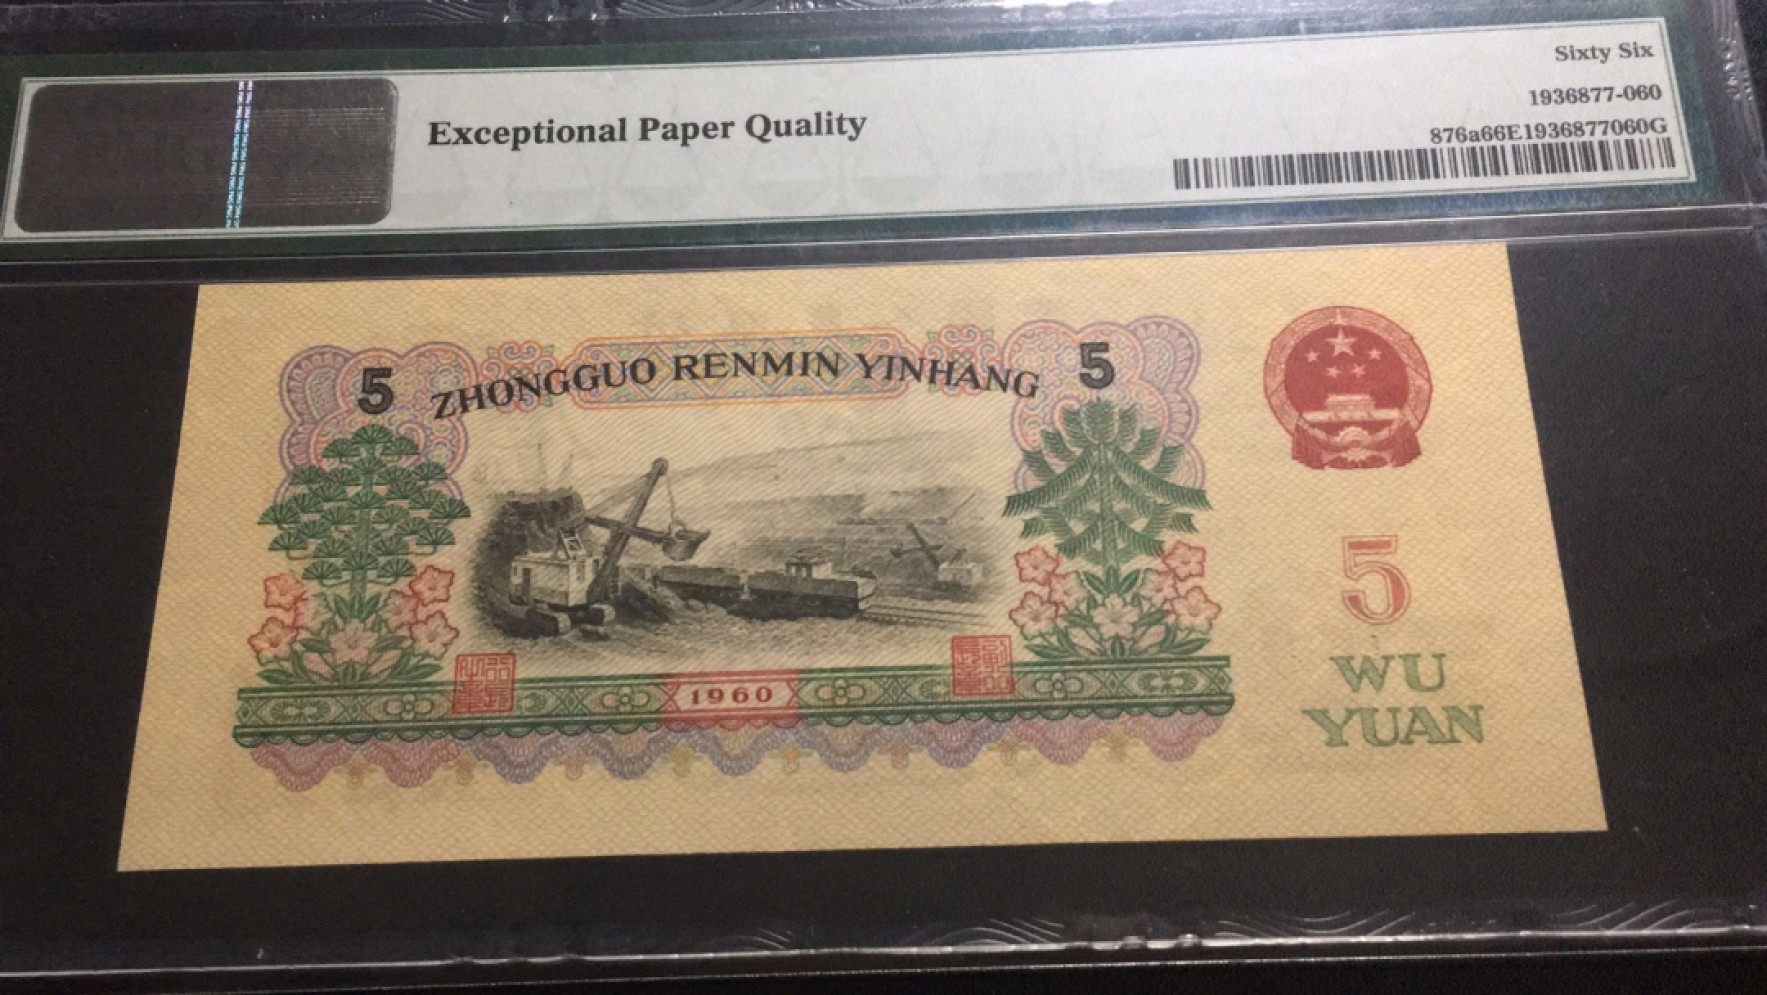 Sixty Six
1936877-060
Exceptional Paper Quality
876a66E1936877060G
5 ZHONGGUO RENMIN YINHANG 5
5
1960
WU
YUAN